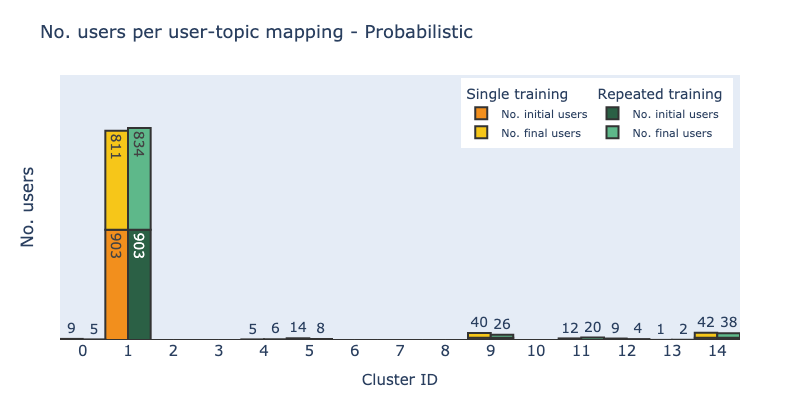 No. users per user-topic mapping - Probabilistic
Single training
Repeated training
No. initial users
No. initial users
No. final users
No. final users
No. users
811
834
903
903
9 5 5 6 14 8 40 26 12 20 9 4 1 2 42 38
0 1 2 3 4 5 6 7 8 9 10 11 12 13 14
Cluster ID